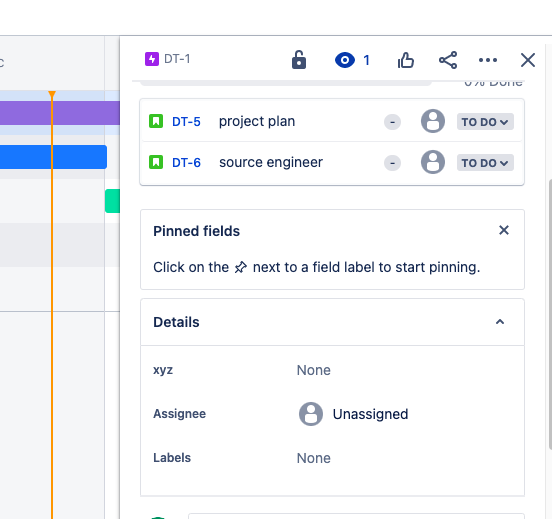 C
DT-1
1
0% Done
DT-5 project plan - TO DO
DT-6 source engineer - TO DO
Pinned fields
Click on the next to a field label to start pinning.
Details
xyz None
Assignee Unassigned
Labels None